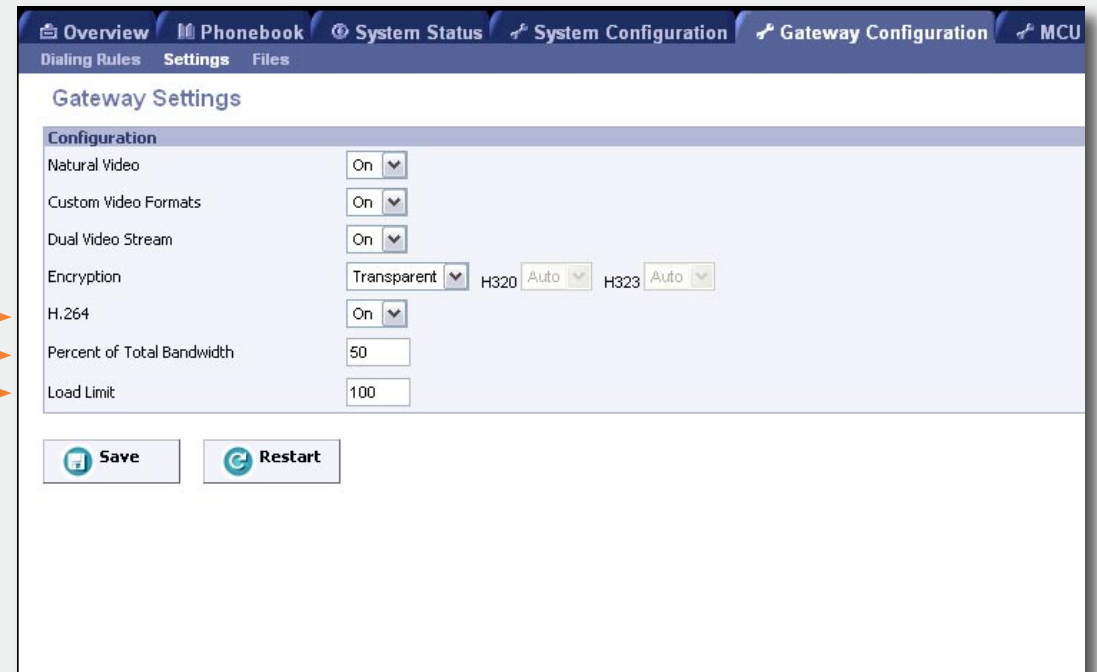 Overview Phonebook System Status System Configuration Gateway Configuration MCU
Dialing Rules Settings Files
Gateway Settings
Configuration
Natural Video On
Custom Video Formats On
Dual Video Stream On
Encryption Transparent H320 Auto H323 Auto
H.264 On
Percent of Total Bandwidth 50
Load Limit 100
Save Restart